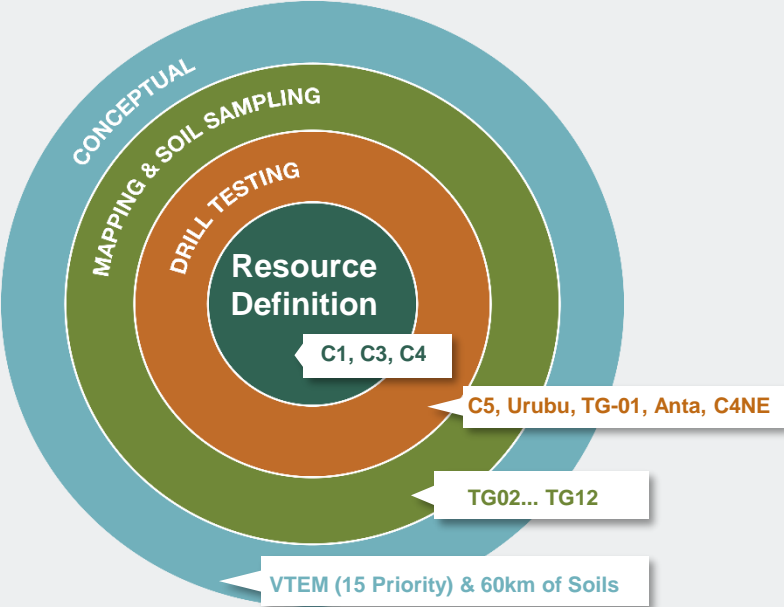 CONCEPTUAL
MAPPING & SOIL SAMPLING
DRILL TESTING
Resource
Definition
C1, C3, C4
C5, Urubu, TG-01, Anta, C4NE
TG02... TG12
VTEM (15 Priority) & 60km of Soils